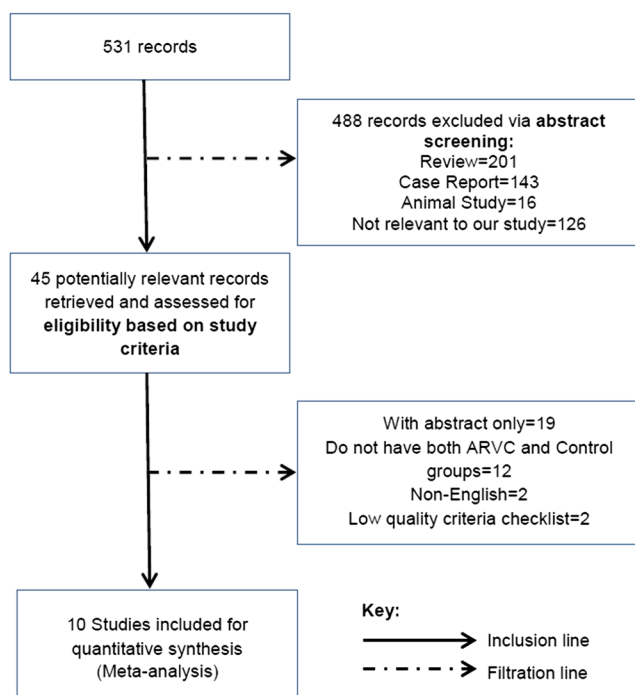 531 records
488 records excluded via abstract
screening:
Review=201
Case Report=143
Animal Study=16
Not relevant to our study=126
45 potentially relevant records
retrieved and assessed for
eligibility based on study
criteria
With abstract only=19
Do not have both ARVC and Control
groups=12
Non-English=2
Low quality criteria checklist=2
10 Studies included for
quantitative synthesis
(Meta-analysis)
Key:
Inclusion line
Filtration line